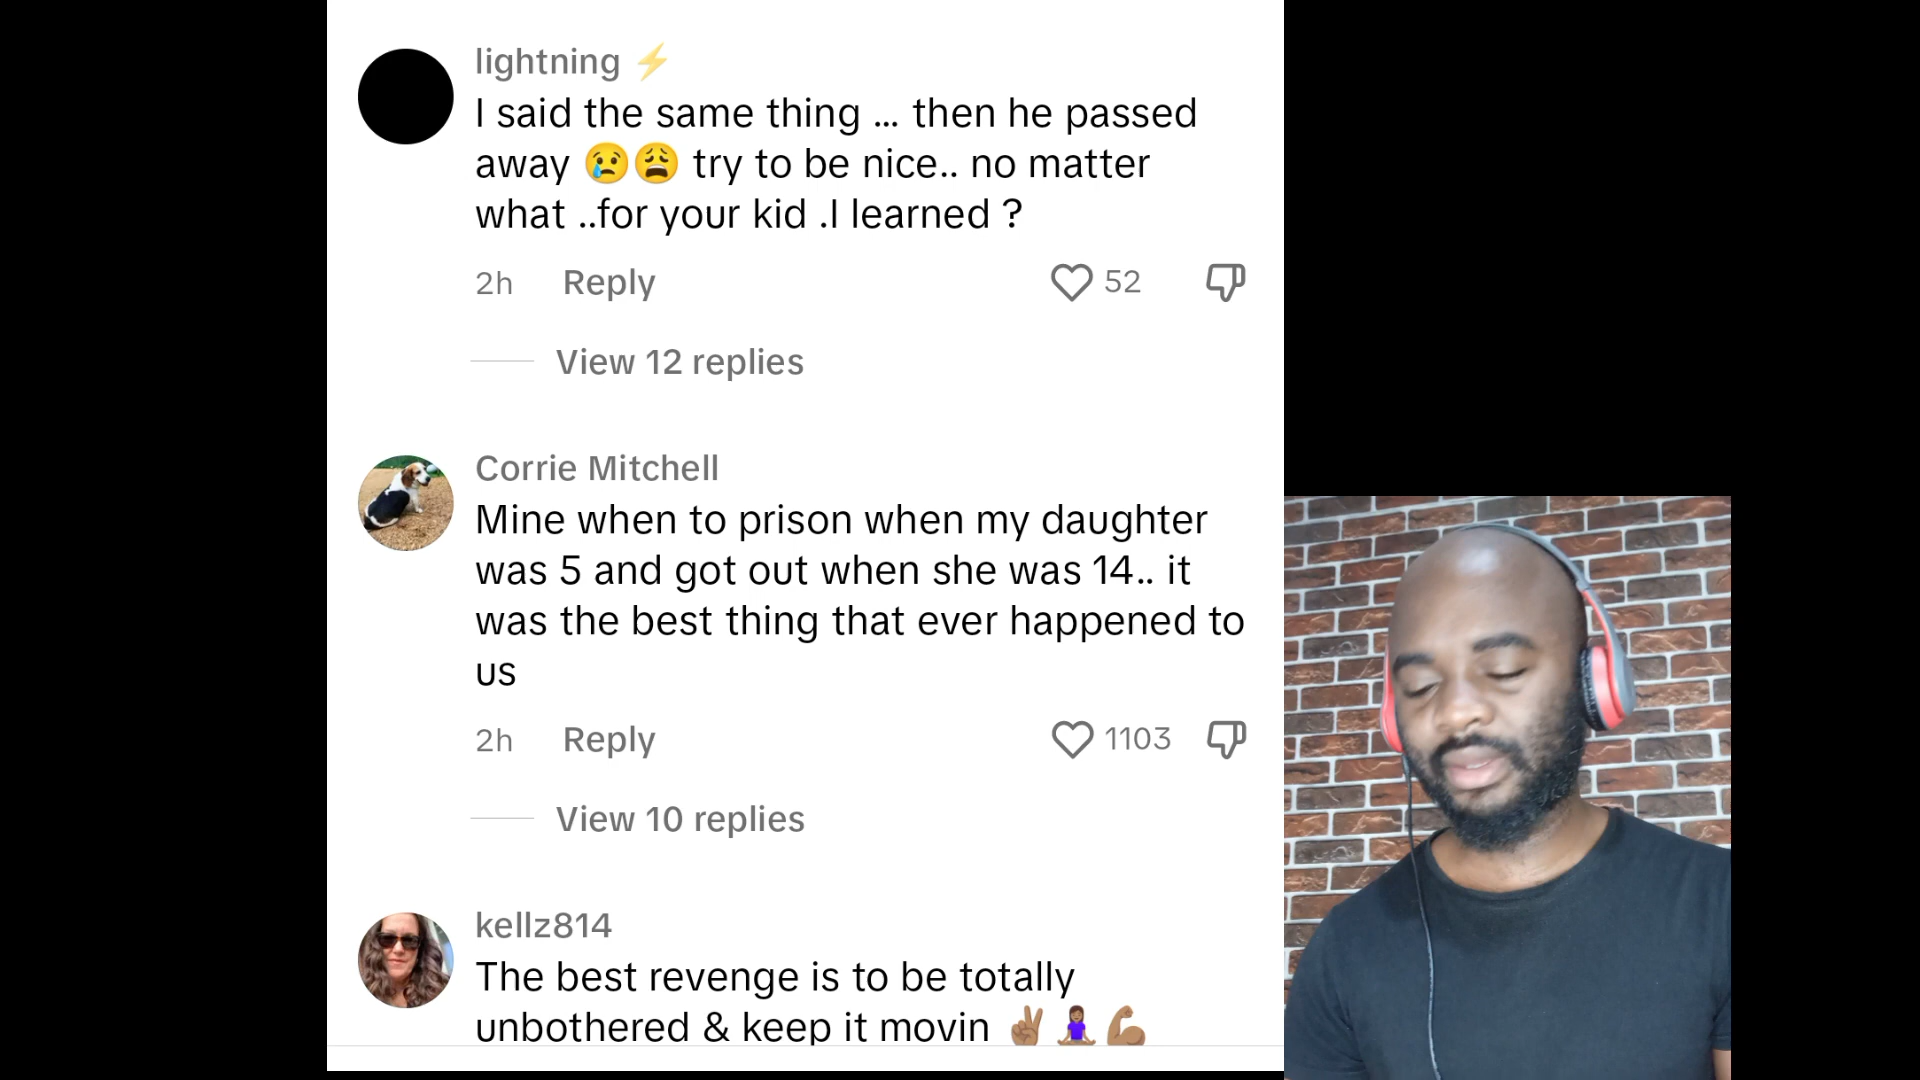 lightning ⚡
I said the same thing ... then he passed
away 😢😩 try to be nice.. no matter
what ..for your kid .I learned ?
2h Reply 52
View 12 replies
Corrie Mitchell
Mine when to prison when my daughter
was 5 and got out when she was 14.. it
was the best thing that ever happened to
us
2h Reply 1103
View 10 replies
kellz814
The best revenge is to be totally
unbothered & keep it movin ✌🏽🧘🏽‍♀️💪🏽